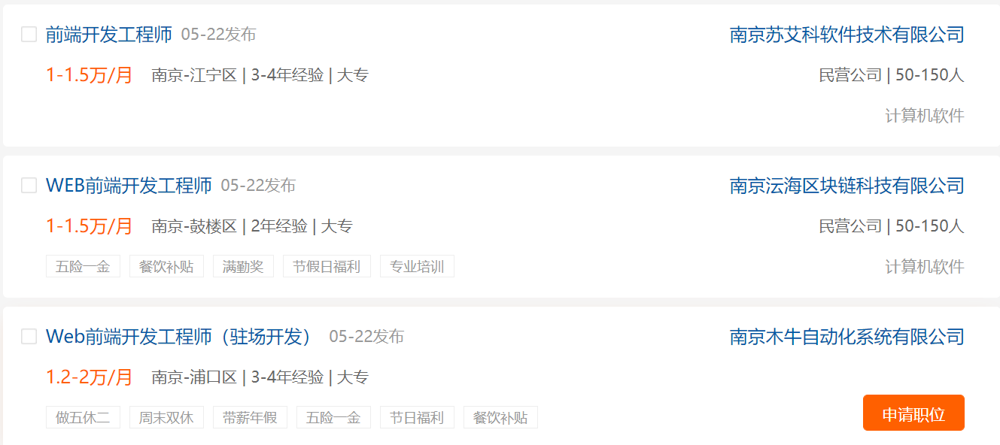 前端开发工程师 05-22发布 南京苏艾科软件技术有限公司
1-1.5万/月 南京-江宁区 | 3-4年经验 | 大专 民营公司 | 50-150人
计算机软件
WEB前端开发工程师 05-22发布 南京沄海区块链科技有限公司
1-1.5万/月 南京-鼓楼区 | 2年经验 | 大专 民营公司 | 50-150人
五险一金 餐饮补贴 满勤奖 节假日福利 专业培训 计算机软件
Web前端开发工程师（驻场开发） 05-22发布 南京木牛自动化系统有限公司
1.2-2万/月 南京-浦口区 | 3-4年经验 | 大专
做五休二 周末双休 带薪年假 五险一金 节日福利 餐饮补贴 申请职位